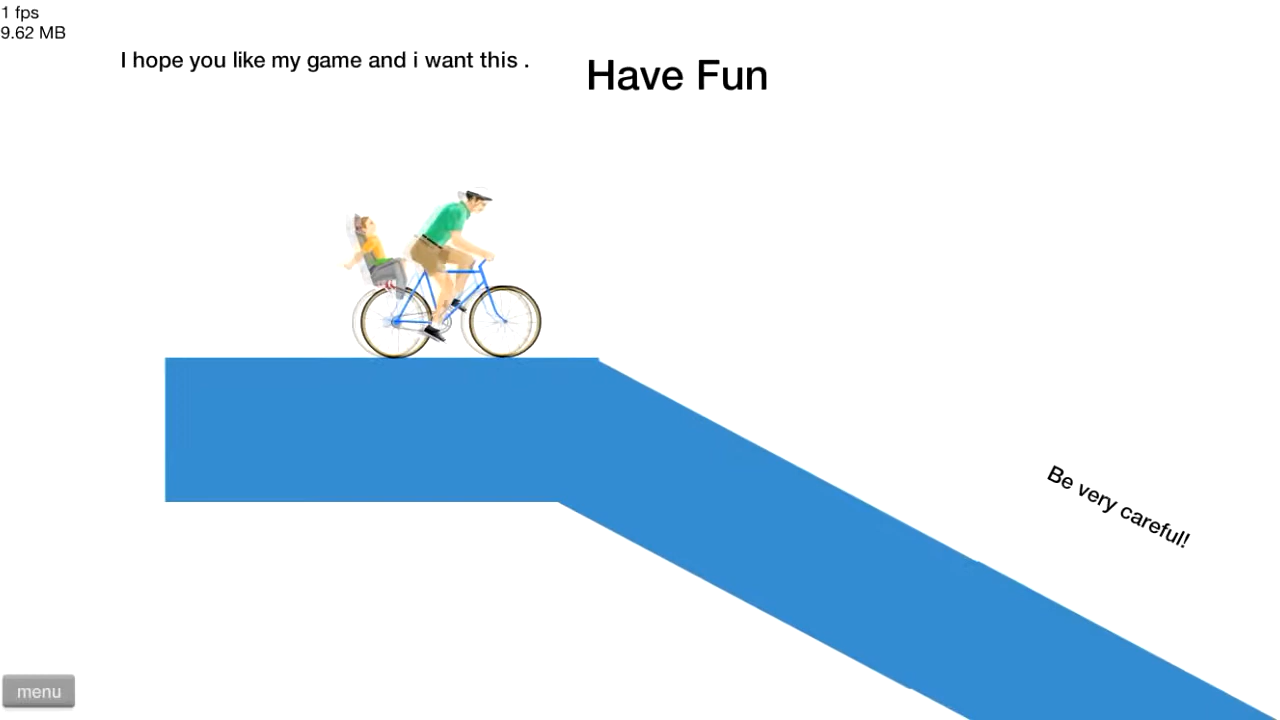 1 fps
9.62 MB
I hope you like my game and i want this .
Have Fun
Be very careful!
menu